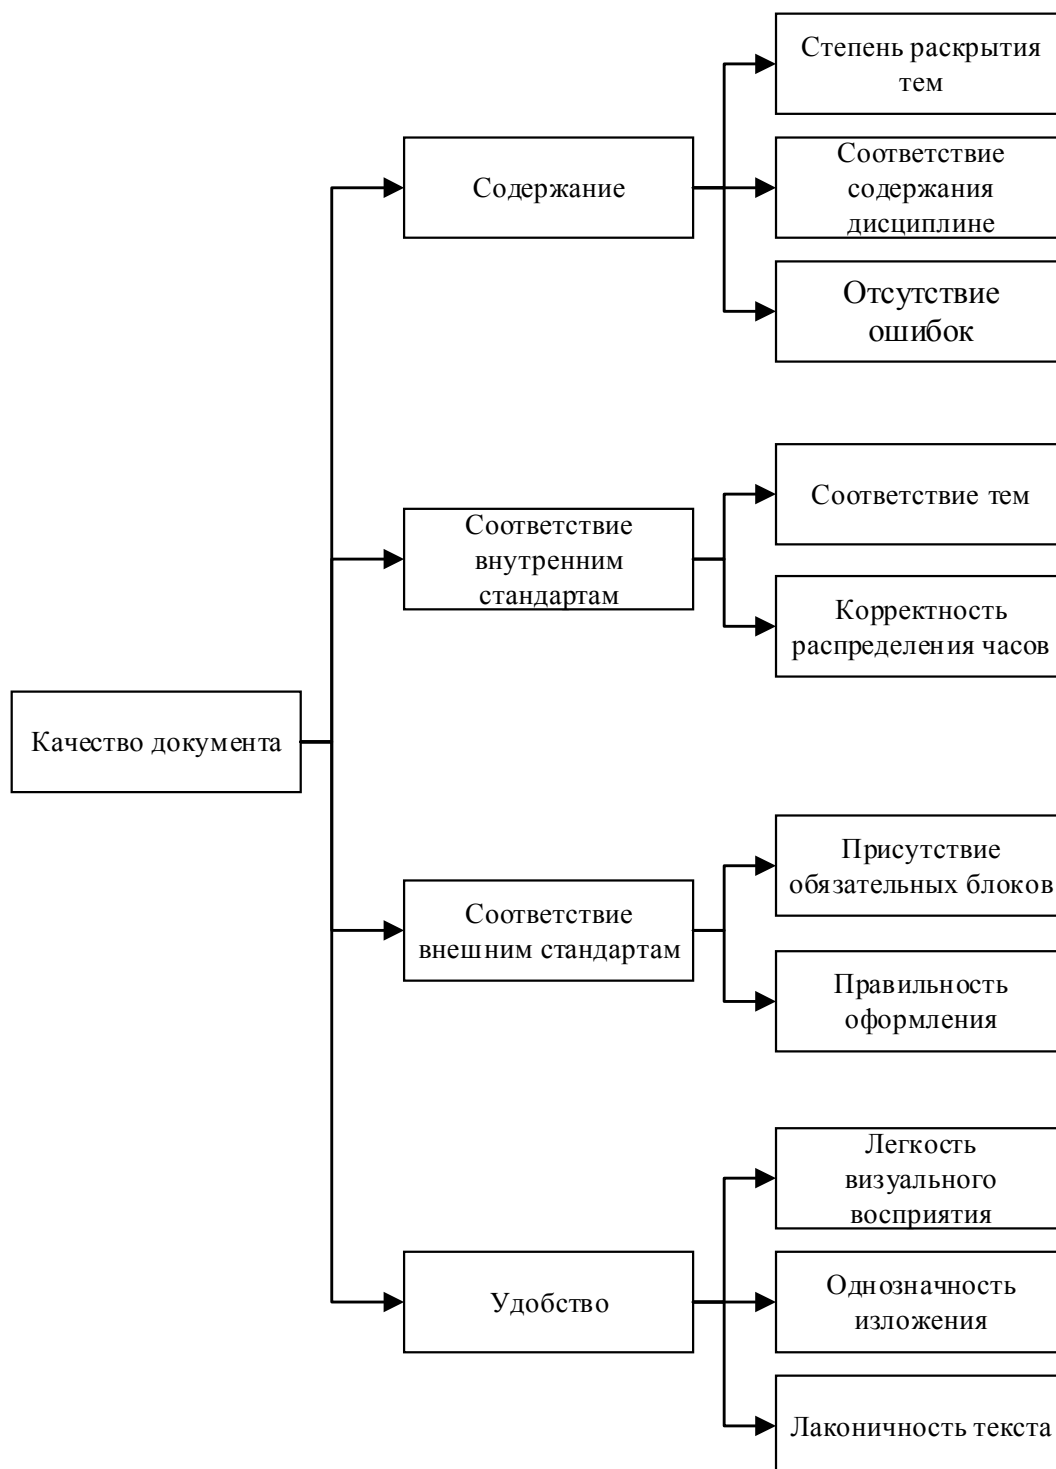 Степень раскрытия
тем
Содержание
Соответствие
содержания
дисциплине
Отсутствие
ошибок
Соответствие
внутренним
стандартам
Соответствие тем
Корректность
распределения часов
Качество документа
Соответствие
внешним стандартам
Присутствие
обязательных блоков
Правильность
оформления
Удобство
Легкость
визуального
восприятия
Однозначность
изложения
Лаконичность текста